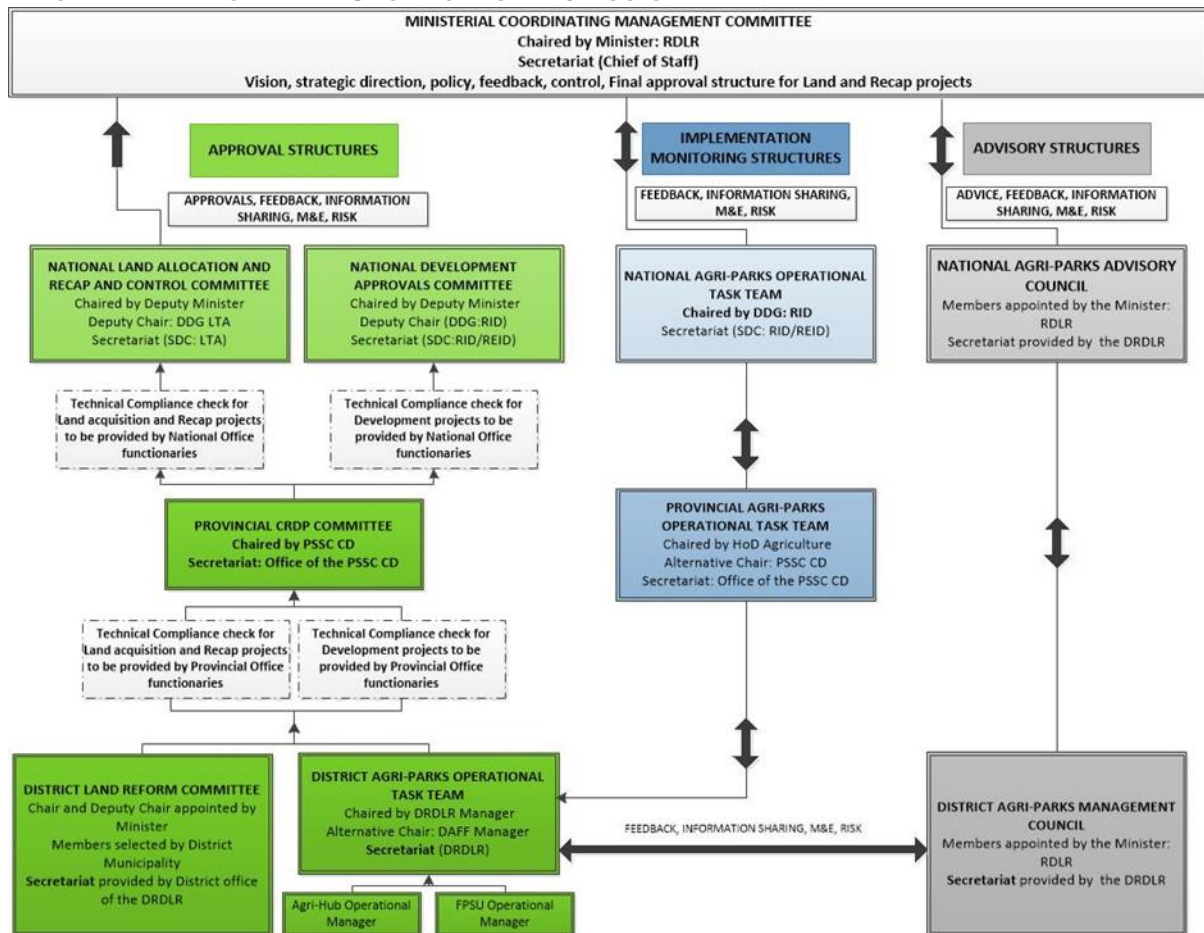 MINISTERIAL COORDINATING MANAGEMENT COMMITTEE
Chaired by Minister: RDLR
Secretariat (Chief of Staff)
Vision, strategic direction, policy, feedback, control, Final approval structure for Land and Recap projects
APPROVAL STRUCTURES
IMPLEMENTATION
MONITORING STRUCTURES
ADVISORY STRUCTURES
APPROVALS, FEEDBACK, INFORMATION
SHARING, M&E, RISK
FEEDBACK, INFORMATION SHARING,
M&E, RISK
ADVICE, FEEDBACK, INFORMATION
SHARING, M&E, RISK
NATIONAL LAND ALLOCATION AND
RECAP AND CONTROL COMMITTEE
Chaired by Deputy Minister
Deputy Chair: DDG LTA
Secretariat (SDC: LTA)
NATIONAL DEVELOPMENT
APPROVALS COMMITTEE
Chaired by Deputy Minister
Deputy Chair (DDG:RID)
Secretariat (SDC:RID/REID)
NATIONAL AGRI-PARKS OPERATIONAL
TASK TEAM
Chaired by DDG: RID
Secretariat (SDC: RID/REID)
NATIONAL AGRI-PARKS ADVISORY
COUNCIL
Members appointed by the Minister:
RDLR
Secretariat provided by the DRDLR
Technical Compliance check for
Land acquisition and Recap projects
to be provided by National Office
functionaries
Technical Compliance check for
Development projects to be
provided by National Office
functionaries
PROVINCIAL CRDP COMMITTEE
Chaired by PSSC CD
Secretariat: Office of the PSSC CD
PROVINCIAL AGRI-PARKS
OPERATIONAL TASK TEAM
Chaired by HoD Agriculture
Alternative Chair: PSSC CD
Secretariat: Office of the PSSC CD
Technical Compliance check for
Land acquisition and Recap projects
to be provided by Provincial Office
functionaries
Technical Compliance check for
Development projects to be
provided by Provincial Office
functionaries
DISTRICT LAND REFORM COMMITTEE
Chair and Deputy Chair appointed by
Minister
Members selected by District
Municipality
Secretariat provided by District office
of the DRDLR
DISTRICT AGRI-PARKS OPERATIONAL
TASK TEAM
Chaired by DRDLR Manager
Alternative Chair: DAFF Manager
Secretariat (DRDLR)
FEEDBACK, INFORMATION SHARING, M&E, RISK
DISTRICT AGRI-PARKS MANAGEMENT
COUNCIL
Members appointed by the Minister:
RDLR
Secretariat provided by the DRDLR
Agri-Hub Operational
Manager
FPSU Operational
Manager